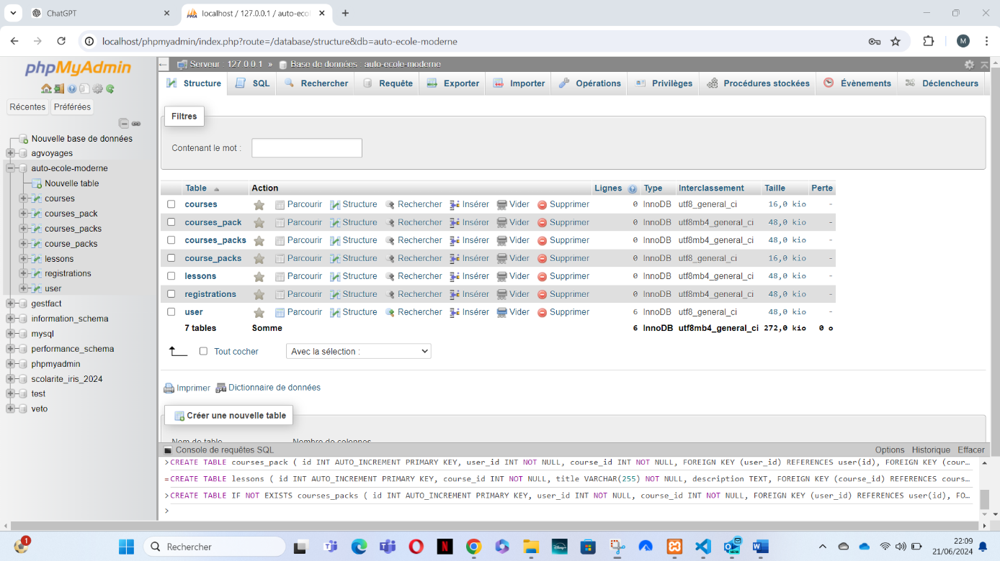 ChatGPT
localhost / 127.0.0.1 / auto-eco
localhost/phpmyadmin/index.php?route=/database/structure&db=auto-ecole-moderne
M
phpMyAdmin
Récentes Préférées
Nouvelle base de données
agvoyages
auto-ecole-moderne
Nouvelle table
courses
courses_pack
courses_packs
course_packs
lessons
registrations
user
gestfact
information_schema
mysql
performance_schema
phpmyadmin
scolarite_iris_2024
test
veto
Serveur : 127.0.0.1 » Base de données : auto-ecole-moderne
Structure SQL Rechercher Requête Exporter Importer Opérations Privilèges Procédures stockées Évènements Déclencheurs
Filtres
Contenant le mot :
Table Action Lignes Type Interclassement Taille Perte
courses Parcourir Structure Rechercher Insérer Vider Supprimer 0 InnoDB utf8_general_ci 16,0 kio -
courses_pack Parcourir Structure Rechercher Insérer Vider Supprimer 0 InnoDB utf8mb4_general_ci 48,0 kio -
courses_packs Parcourir Structure Rechercher Insérer Vider Supprimer 0 InnoDB utf8mb4_general_ci 48,0 kio -
course_packs Parcourir Structure Rechercher Insérer Vider Supprimer 0 InnoDB utf8_general_ci 16,0 kio -
lessons Parcourir Structure Rechercher Insérer Vider Supprimer 0 InnoDB utf8mb4_general_ci 48,0 kio -
registrations Parcourir Structure Rechercher Insérer Vider Supprimer 0 InnoDB utf8mb4_general_ci 48,0 kio -
user Parcourir Structure Rechercher Insérer Vider Supprimer 6 InnoDB utf8_general_ci 48,0 kio -
7 tables Somme 6 InnoDB utf8mb4_general_ci 272,0 kio 0 o
Tout cocher Avec la sélection :
Imprimer Dictionnaire de données
Créer une nouvelle table
Nom de table Nombre de colonnes
Console de requêtes SQL Options Historique Effacer
>CREATE TABLE courses_pack ( id INT AUTO_INCREMENT PRIMARY KEY, user_id INT NOT NULL, course_id INT NOT NULL, FOREIGN KEY (user_id) REFERENCES user(id), FOREIGN KEY (cour...
=CREATE TABLE lessons ( id INT AUTO_INCREMENT PRIMARY KEY, course_id INT NOT NULL, title VARCHAR(255) NOT NULL, description TEXT, FOREIGN KEY (course_id) REFERENCES cours...
>CREATE TABLE IF NOT EXISTS courses_packs ( id INT AUTO_INCREMENT PRIMARY KEY, user_id INT NOT NULL, course_id INT NOT NULL, FOREIGN KEY (user_id) REFERENCES user(id), FO...
>
1
Rechercher
NEW
22:09
21/06/2024